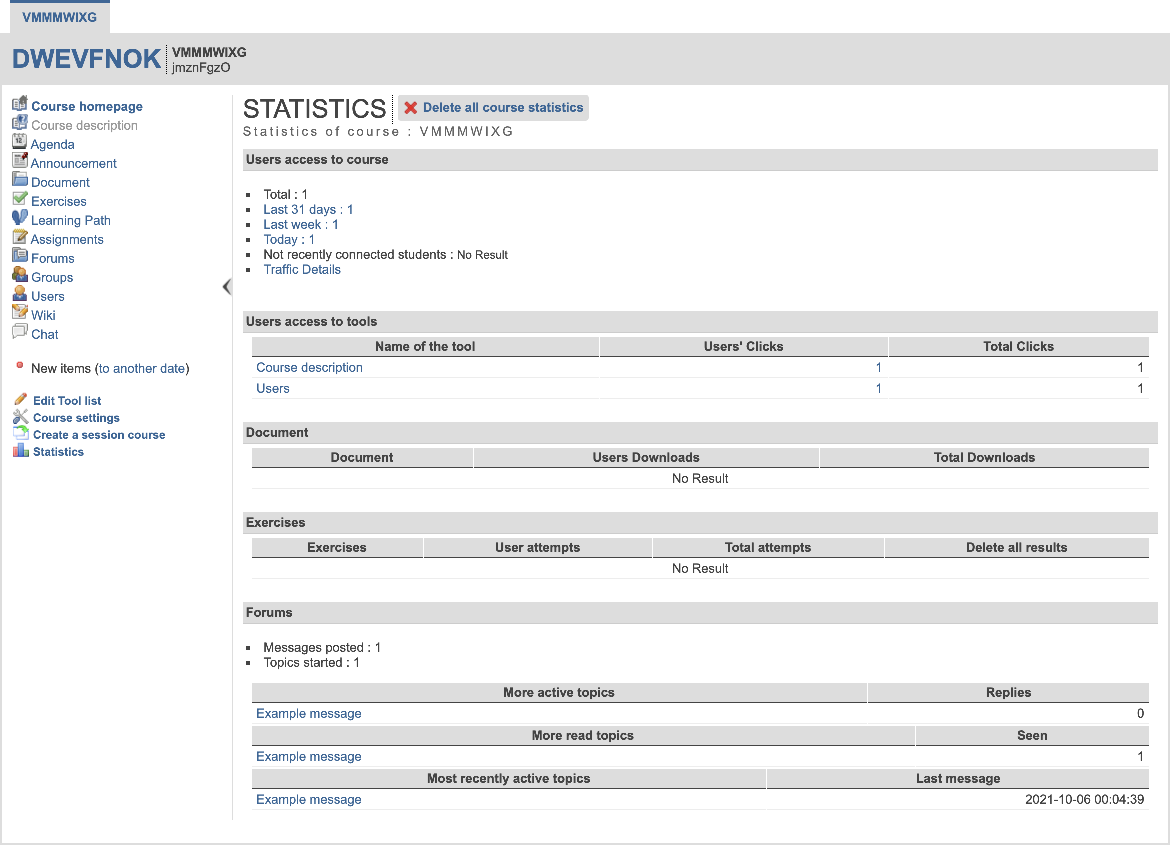 VMMMWIXG
DWEVFNOK
VMMMWIXG
jmznFgzO
Course homepage
Course description
Agenda
Announcement
Document
Exercises
Learning Path
Assignments
Forums
Groups
Users
Wiki
Chat
New items (to another date)
Edit Tool list
Course settings
Create a session course
Statistics
STATISTICS
Delete all course statistics
Statistics of course : VMMMWIXG
Users access to course
Total : 1
Last 31 days : 1
Last week : 1
Today : 1
Not recently connected students : No Result
Traffic Details
Users access to tools
Name of the tool Users' Clicks Total Clicks
Course description 1 1
Users 1 1
Document
Document Users Downloads Total Downloads
No Result
Exercises
Exercises User attempts Total attempts Delete all results
No Result
Forums
Messages posted : 1
Topics started : 1
More active topics Replies
Example message 0
More read topics Seen
Example message 1
Most recently active topics Last message
Example message 2021-10-06 00:04:39